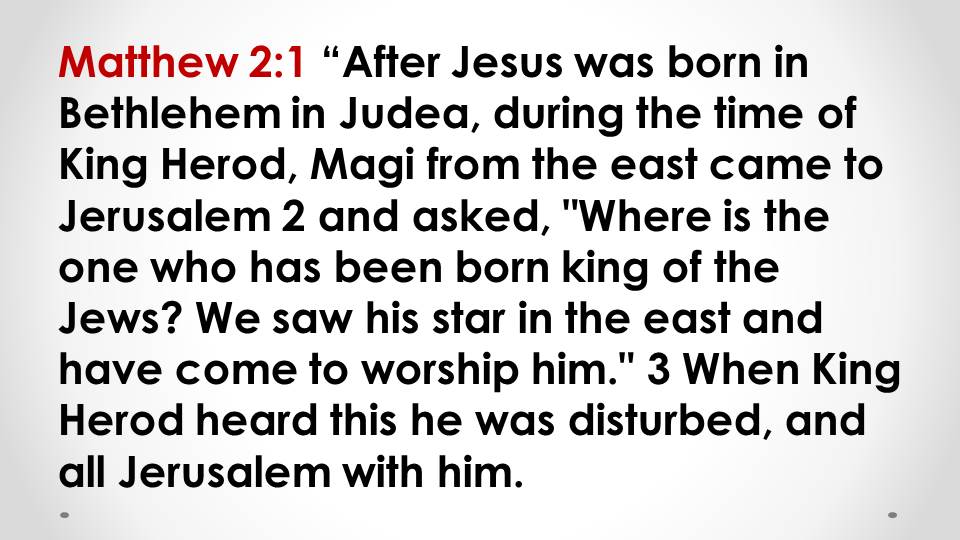 Matthew 2:1 “After Jesus was born in
Bethlehem in Judea, during the time of
King Herod, Magi from the east came to
Jerusalem 2 and asked, "Where is the
one who has been born king of the
Jews? We saw his star in the east and
have come to worship him." 3 When King
Herod heard this he was disturbed, and
all Jerusalem with him.